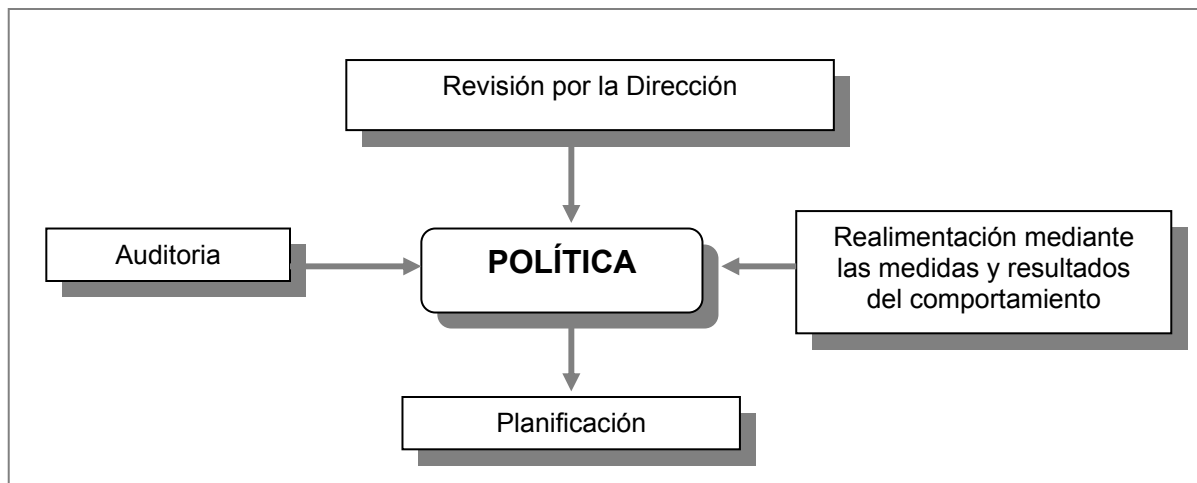 Revisión por la Dirección
Auditoria
POLÍTICA
Realimentación mediante
las medidas y resultados
del comportamiento
Planificación